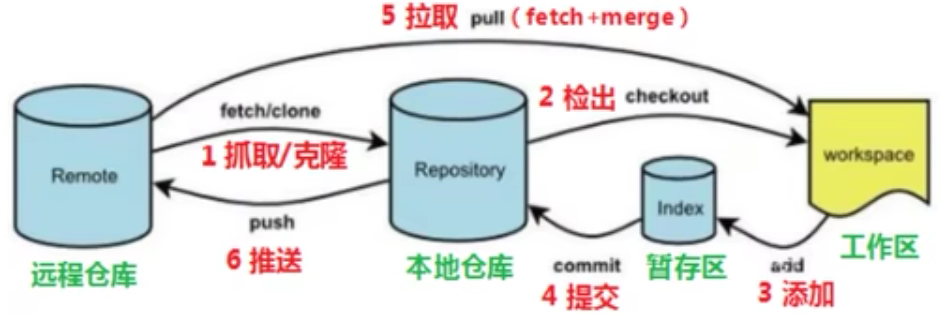 5 拉取 pull（fetch+merge）
fetch/clone
1 抓取/克隆
2 检出 checkout
Remote
Repository
workspace
Index
push
6 推送
远程仓库
本地仓库
commit
4 提交
暂存区
add
3 添加
工作区